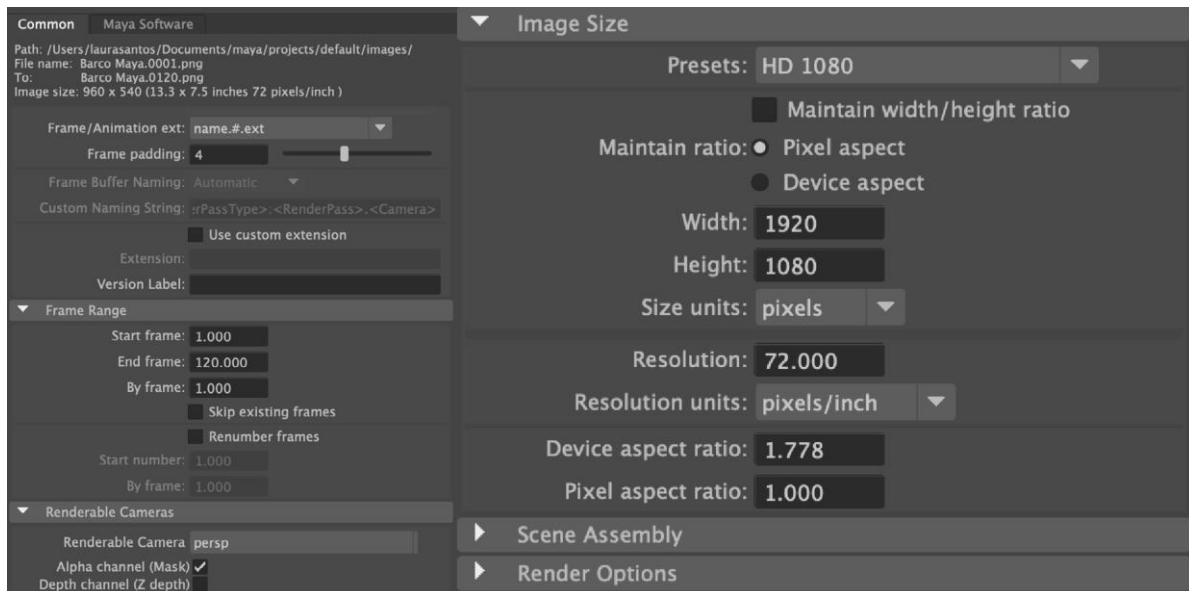 Common Maya Software
Path: /Users/laurasantos/Documents/maya/projects/default/images/
File name: Barco Maya.0001.png
To: Barco Maya.0120.png
Image size: 960 x 540 (13.3 x 7.5 inches 72 pixels/inch )
Frame/Animation ext: name.#.ext
Frame padding: 4
Frame Buffer Naming: Automatic
Custom Naming String: erPassType>:<RenderPass>.<Camera>
Use custom extension
Extension:
Version Label:
Frame Range
Start frame: 1.000
End frame: 120.000
By frame: 1.000
Skip existing frames
Renumber frames
Start number: 1.000
By frame: 1.000
Renderable Cameras
Renderable Camera persp
Alpha channel (Mask)
Depth channel (Z depth)
Image Size
Presets: HD 1080
Maintain width/height ratio
Maintain ratio: Pixel aspect
Device aspect
Width: 1920
Height: 1080
Size units: pixels
Resolution: 72.000
Resolution units: pixels/inch
Device aspect ratio: 1.778
Pixel aspect ratio: 1.000
Scene Assembly
Render Options